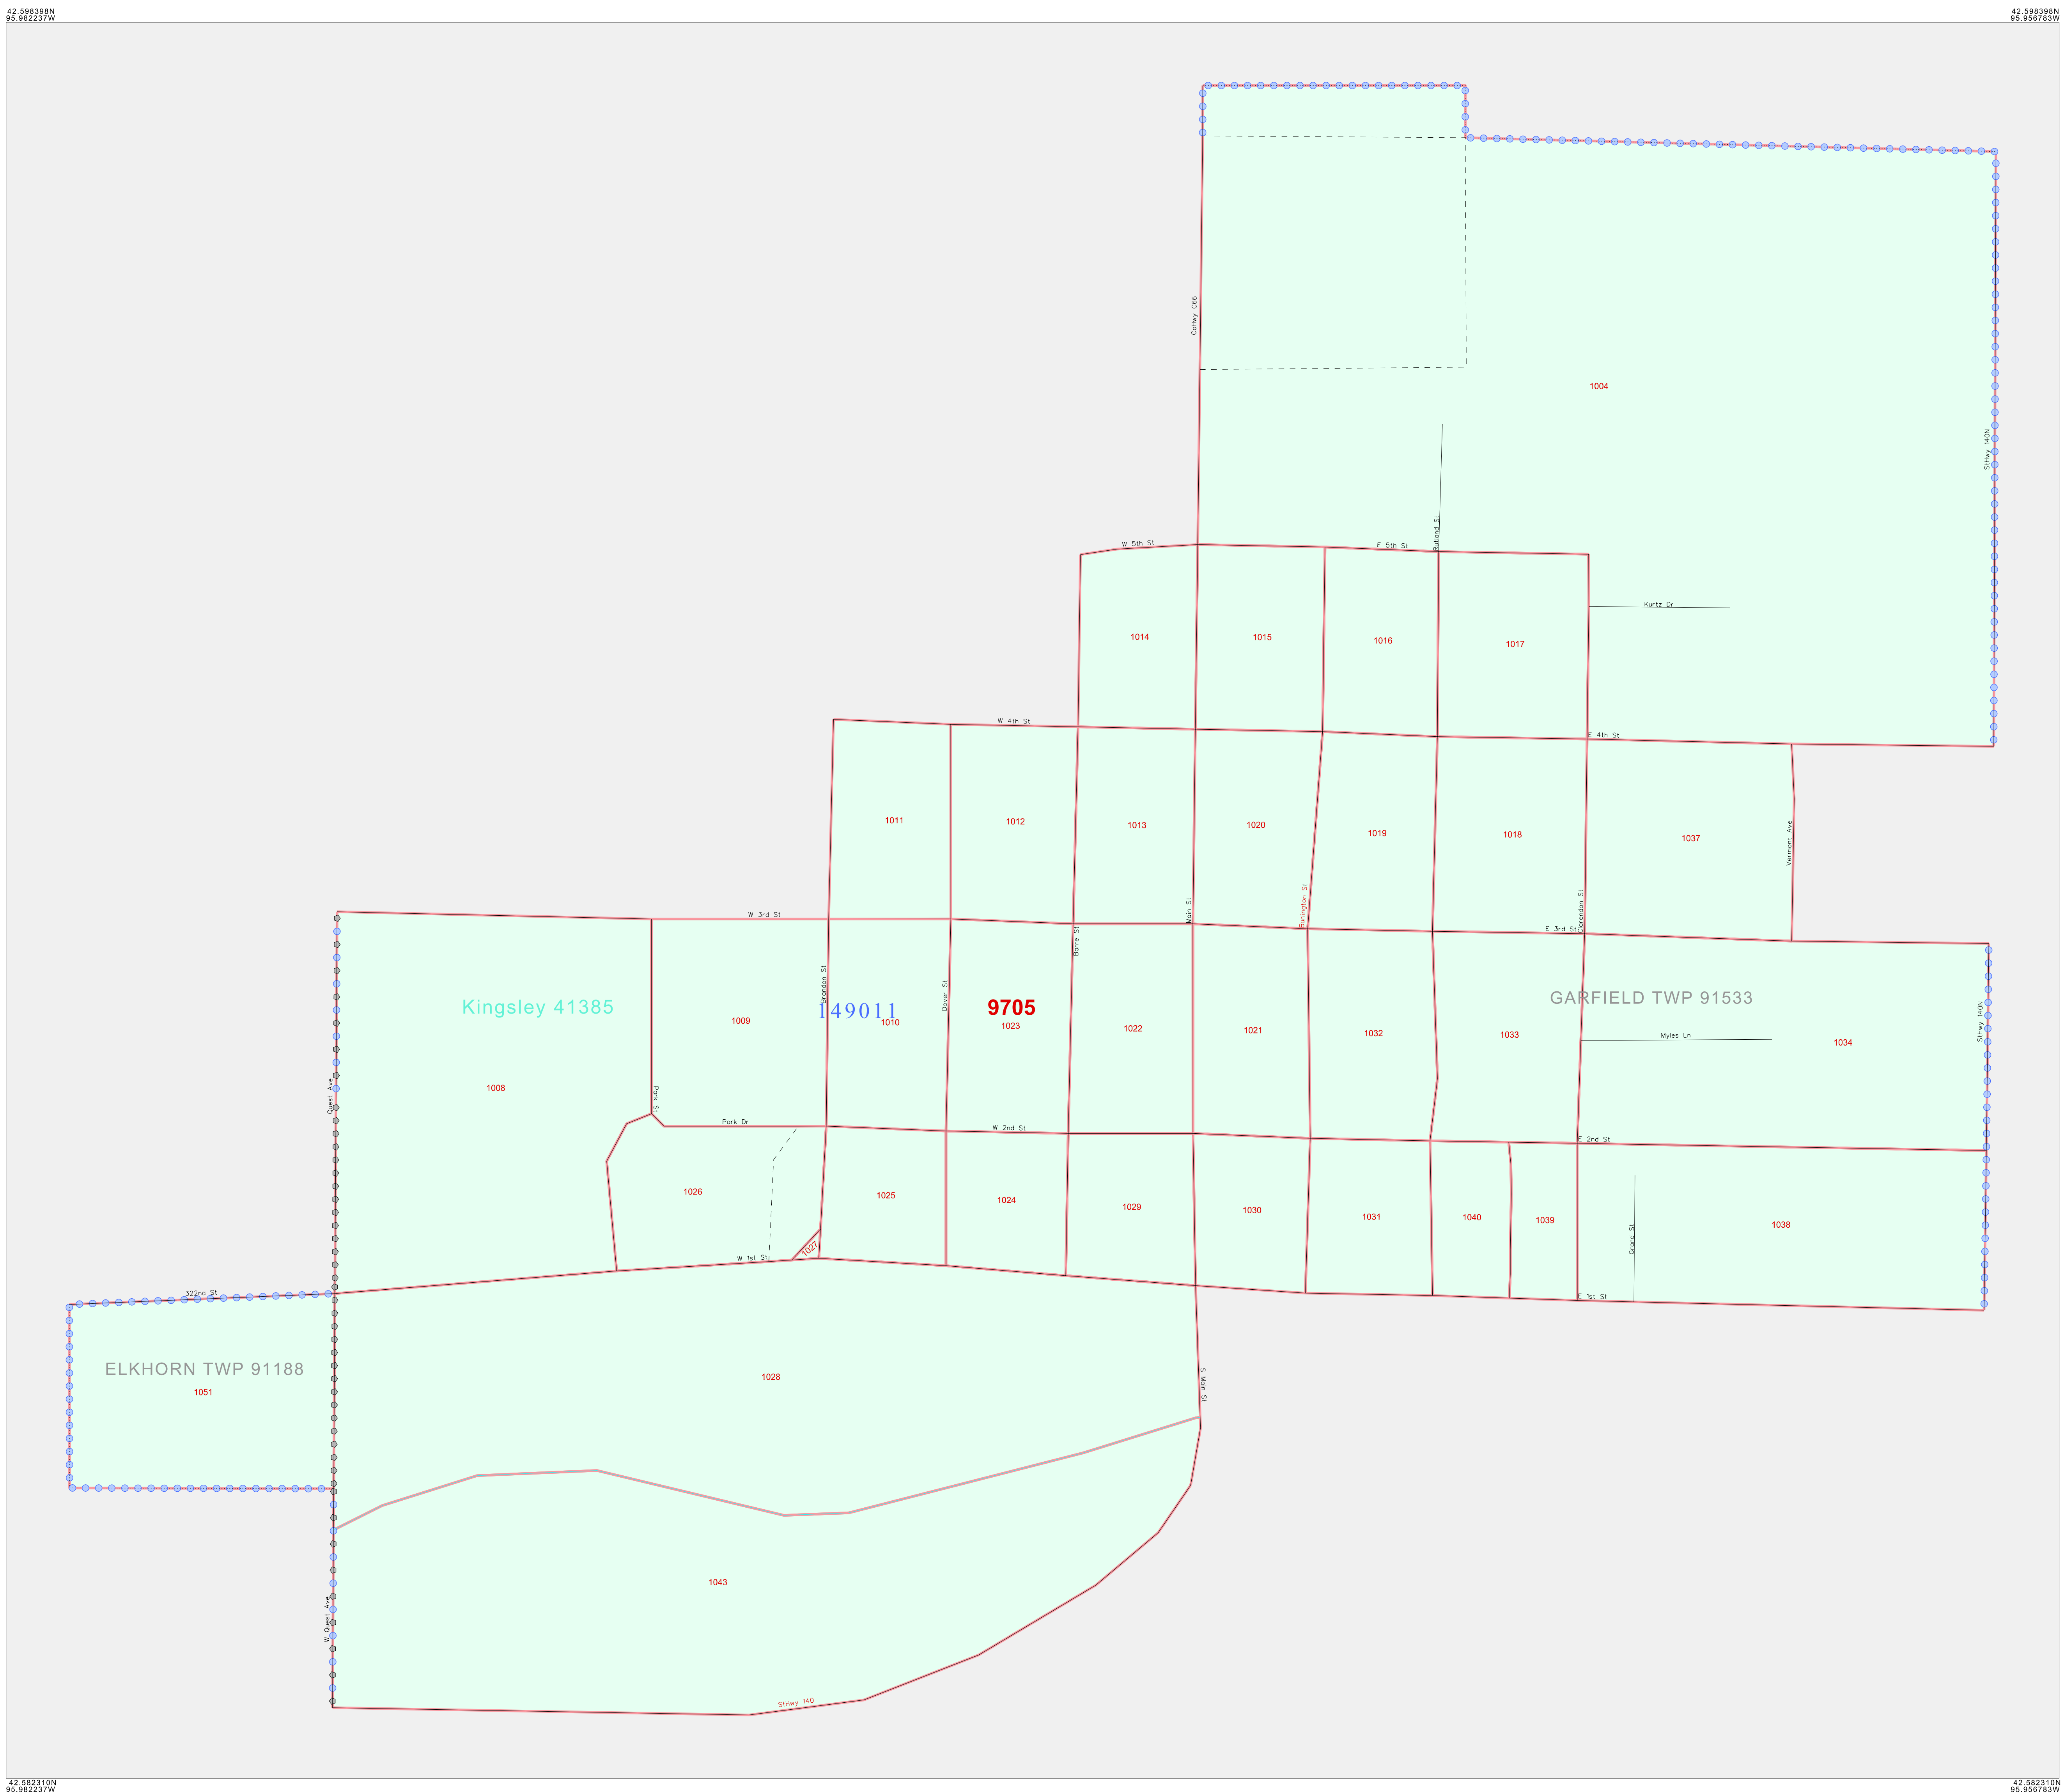 42.598398N
95.982237W
42.598398N
95.956783W
CoHwy C66
1004
StHwy 140N
Rutland St
W 5th St
E 5th St
Kurtz Dr
1014
1015
1016
1017
W 4th St
E 4th St
1011
1012
1013
1020
1019
1018
1037
Vermont Ave
Main St
Burlington St
Clarendon St
W 3rd St
E 3rd St
Barre St
Brandon St
Dover St
Kingsley 41385
149011
9705
GARFIELD TWP 91533
1009
1010
1023
1022
1021
1032
1033
Myles Ln
1034
StHwy 140N
Quest Ave
1008
Park St
Park Dr
W 2nd St
E 2nd St
1026
1025
1024
1029
1030
1031
1040
1039
Grand St
1038
1027
W 1st St
E 1st St
322nd St
ELKHORN TWP 91188
1051
1028
S Main St
1043
W Quest Ave
StHwy 140
42.582310N
95.982237W
42.582310N
95.956783W